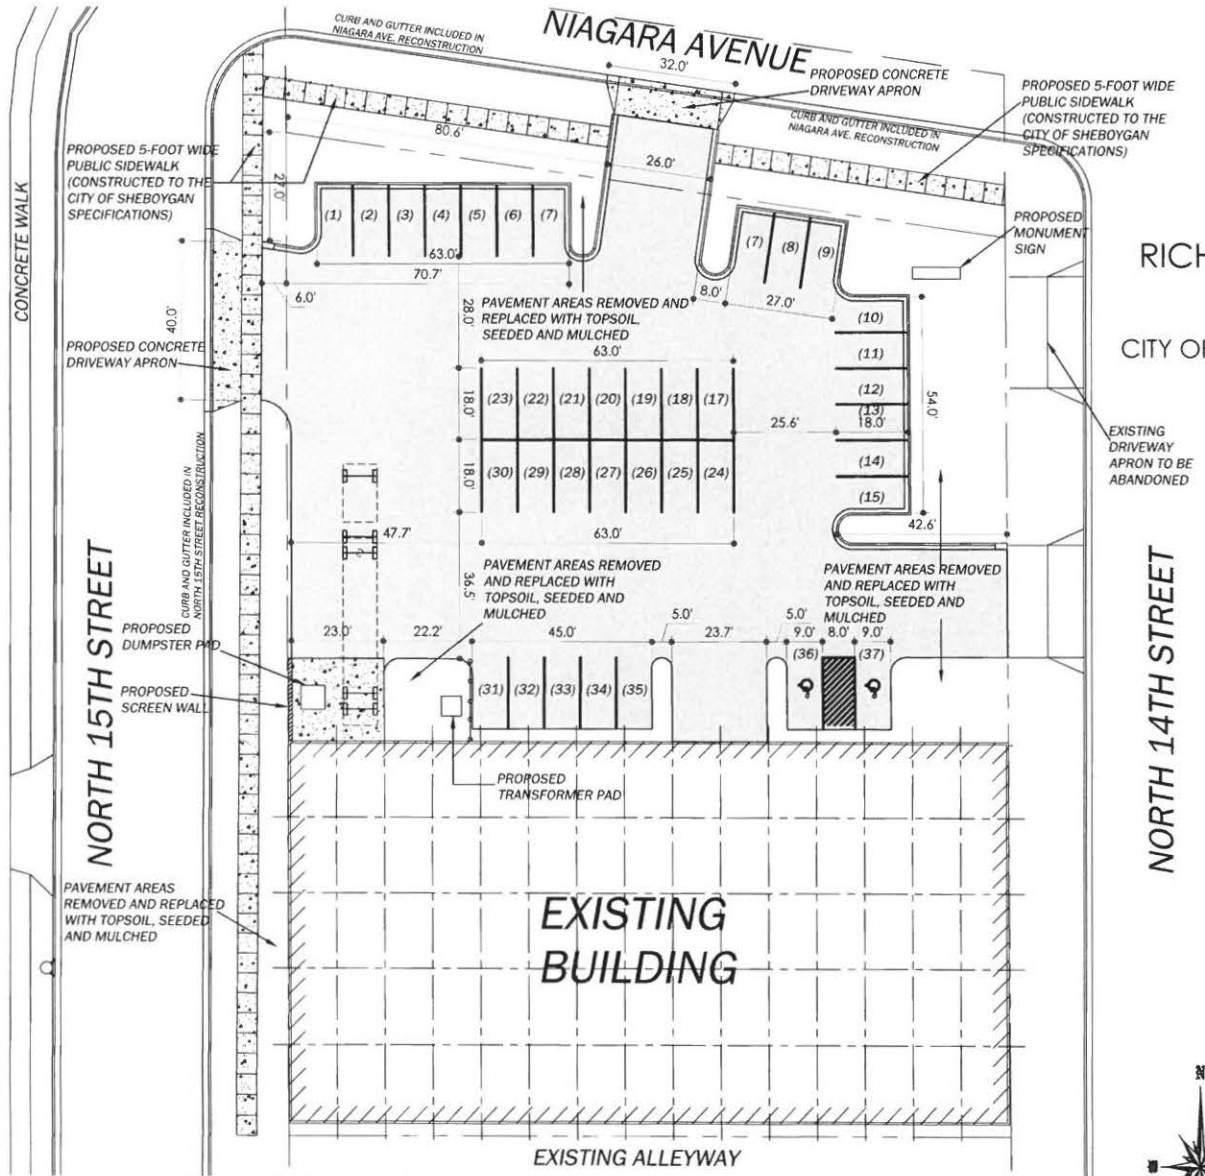 NIAGARA AVENUE
CURB AND GUTTER INCLUDED IN
NIAGARA AVE. RECONSTRUCTION
32.0'
PROPOSED CONCRETE
DRIVEWAY APRON
PROPOSED 5-FOOT WIDE
PUBLIC SIDEWALK
(CONSTRUCTED TO THE
CITY OF SHEBOYGAN
SPECIFICATIONS)
CURB AND GUTTER INCLUDED IN
NIAGARA AVE. RECONSTRUCTION
80.6'
26.0'
PROPOSED 5-FOOT WIDE
PUBLIC SIDEWALK
(CONSTRUCTED TO THE
CITY OF SHEBOYGAN
SPECIFICATIONS)
27.0'
CONCRETE WALK
(1) (2) (3) (4) (5) (6) (7)
63.0'
70.7'
6.0'
(7) (8) (9)
8.0'
27.0'
PROPOSED
MONUMENT
SIGN
RICH
CITY OF
40.0'
PROPOSED CONCRETE
DRIVEWAY APRON
28.0'
PAVEMENT AREAS REMOVED AND
REPLACED WITH TOPSOIL,
SEEDED AND MULCHED
63.0'
(10)
(11)
(12)
(13)
18.0'
(14)
(15)
54.0'
25.6'
18.0'
(23) (22) (21) (20) (19) (18) (17)
18.0'
(30) (29) (28) (27) (26) (25) (24)
63.0'
42.6'
EXISTING
DRIVEWAY
APRON TO BE
ABANDONED
CURB AND GUTTER INCLUDED IN
NORTH 15TH STREET RECONSTRUCTION
47.7'
36.5'
PAVEMENT AREAS REMOVED
AND REPLACED WITH
TOPSOIL, SEEDED AND
MULCHED
PAVEMENT AREAS REMOVED
AND REPLACED WITH
TOPSOIL, SEEDED AND
MULCHED
NORTH 15TH STREET
NORTH 14TH STREET
PROPOSED
DUMPSTER PAD
23.0'
22.2'
45.0'
5.0'
23.7'
5.0'
9.0'
8.0'
9.0'
(36) (37)
PROPOSED
SCREEN WALL
(31) (32) (33) (34) (35)
PROPOSED
TRANSFORMER PAD
PAVEMENT AREAS
REMOVED AND REPLACED
WITH TOPSOIL, SEEDED
AND MULCHED
EXISTING
BUILDING
EXISTING ALLEYWAY
N